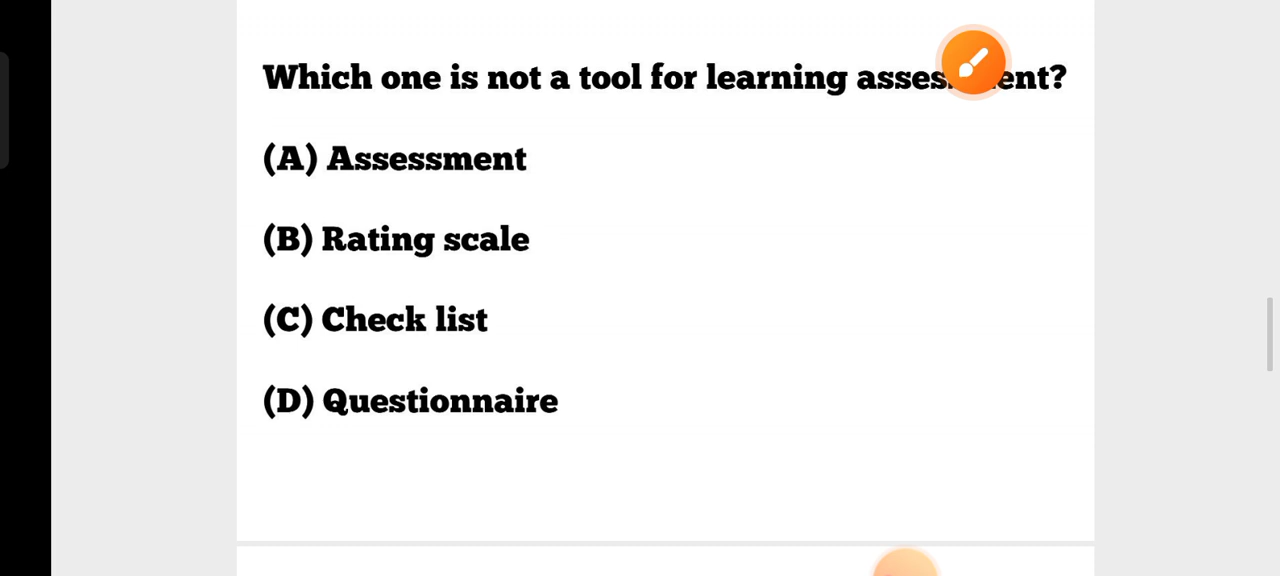 Which one is not a tool for learning
(A) Assessment
(B) Rating scale
(C) Check list
(D) Questionnaire